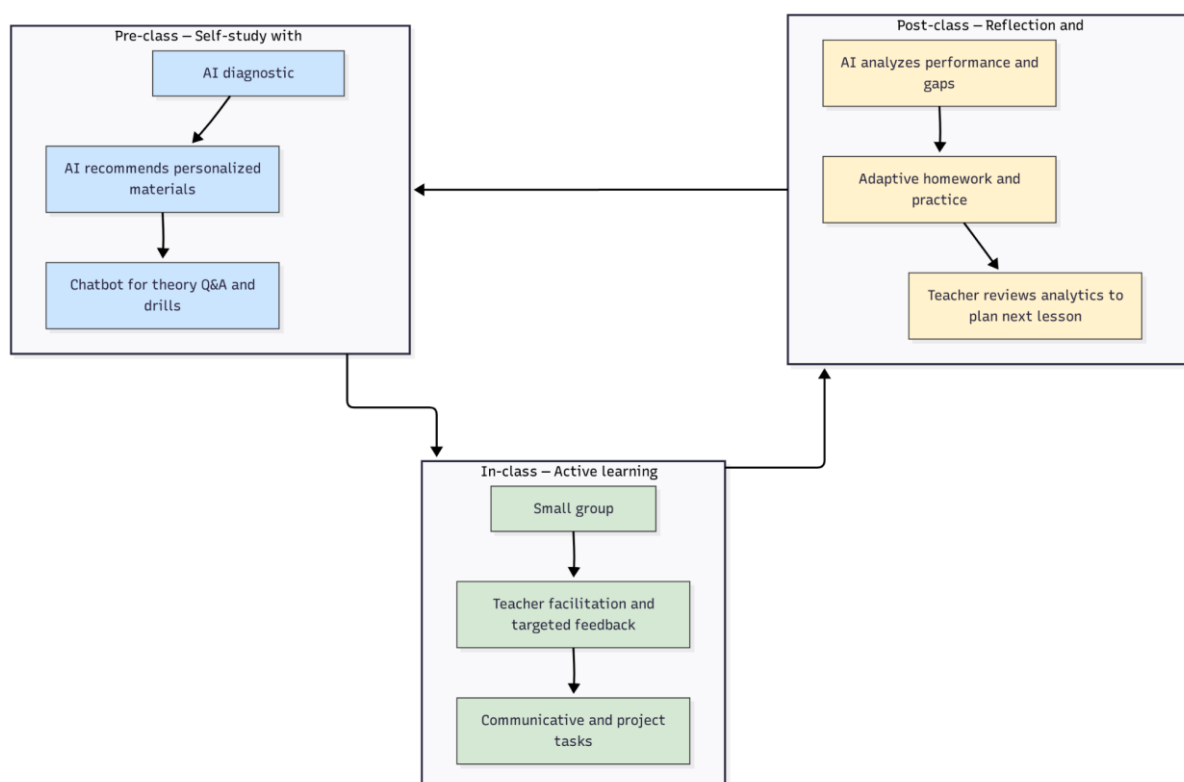 Pre-class – Self-study with
AI diagnostic
AI recommends personalized
materials
Chatbot for theory Q&A and
drills
Post-class – Reflection and
AI analyzes performance and
gaps
Adaptive homework and
practice
Teacher reviews analytics to
plan next lesson
In-class – Active learning
Small group
Teacher facilitation and
targeted feedback
Communicative and project
tasks